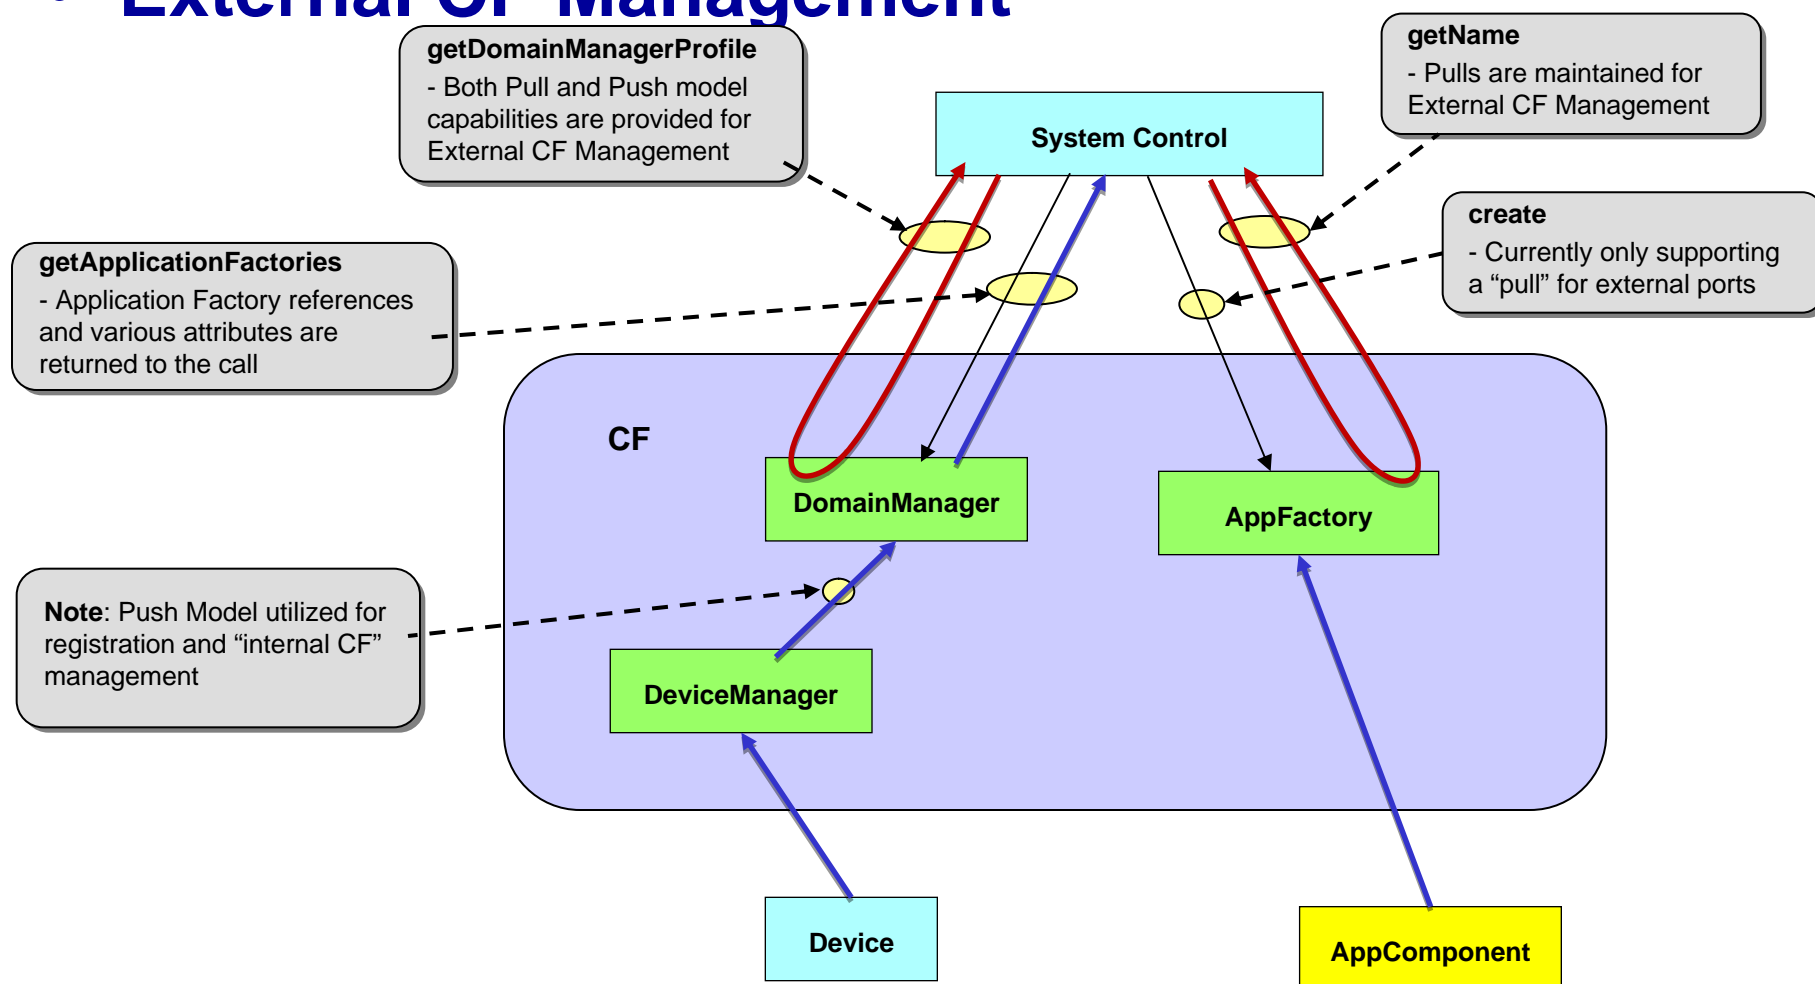 • External CF Management
getDomainManagerProfile
- Both Pull and Push model
capabilities are provided for
External CF Management
getName
- Pulls are maintained for
External CF Management
System Control
create
- Currently only supporting
a “pull” for external ports
getApplicationFactories
- Application Factory references
and various attributes are
returned to the call
CF
DomainManager
AppFactory
Note: Push Model utilized for
registration and “internal CF”
management
DeviceManager
Device
AppComponent